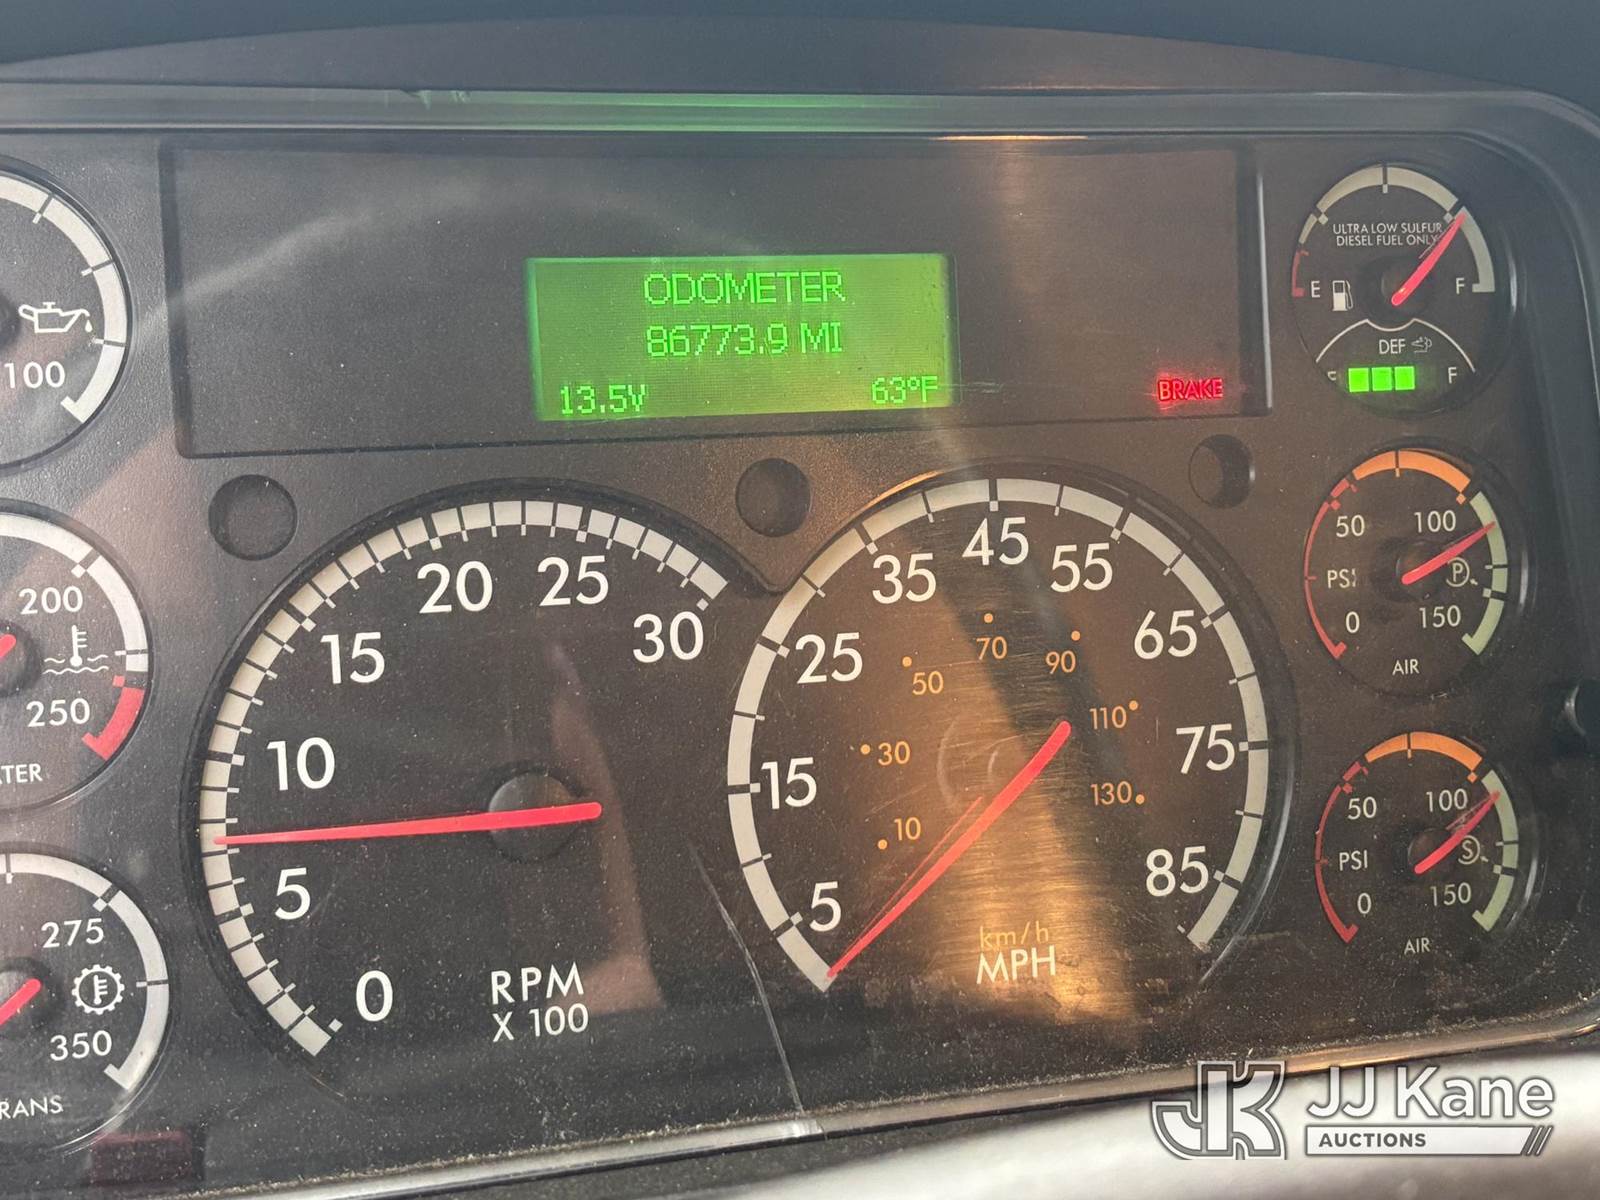 ODOMETER
86773.9 MI
13.5V 63°F
BRAKE
ULTRA LOW SULFUR
DIESEL FUEL ONLY
E F
DEF
F
100
200
250
275
350
0 5 10 15 20 25 30
RPM
X 100
5 15 25 35 45 55 65 75 85
10 30 50 70 90 110 130
km/h
MPH
50 100
PSI P
0 150
AIR
50 100
PSI S
0 150
AIR
JK
JJ Kane
AUCTIONS